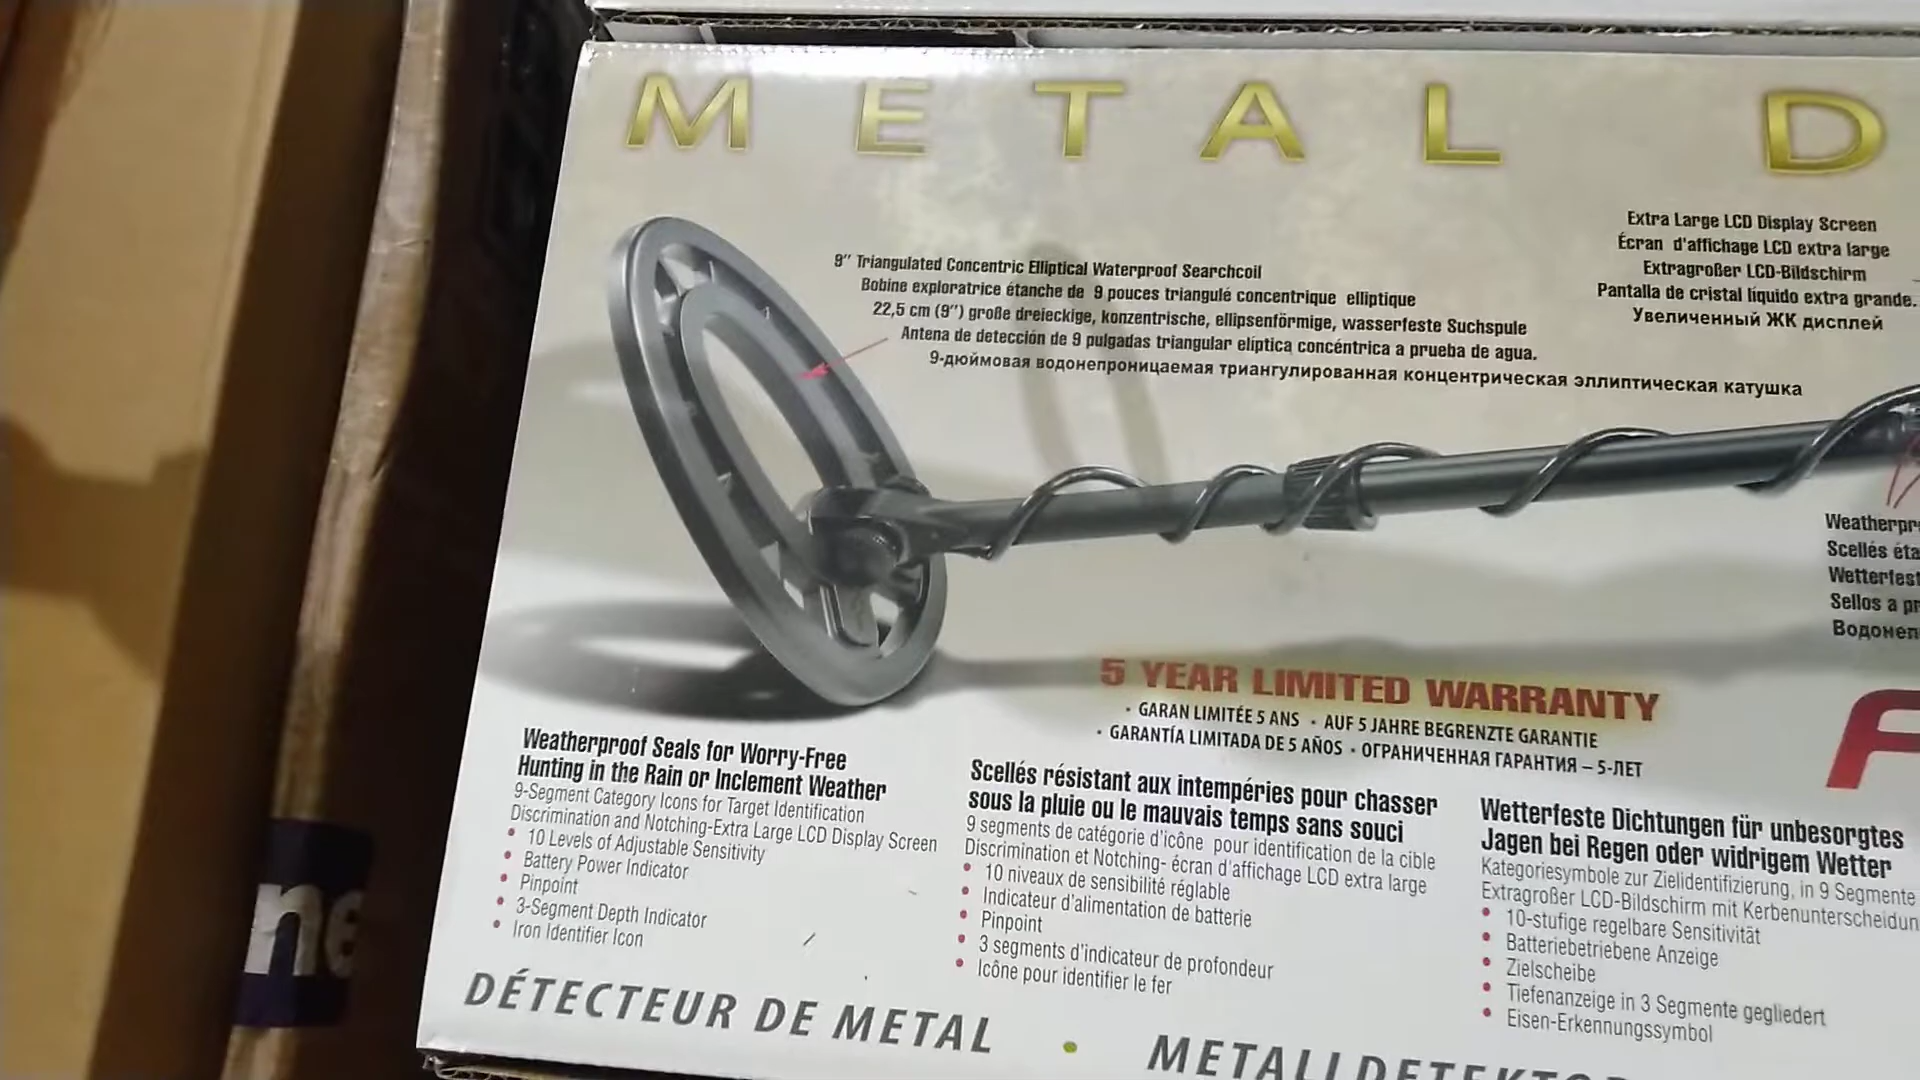 METAL D
Extra Large LCD Display Screen
Écran d'affichage LCD extra large
Extragroßer LCD-Bildschirm
Pantalla de cristal líquido extra grande.
Увеличенный ЖК дисплей
9" Triangulated Concentric Elliptical Waterproof Searchcoil
Bobine exploratrice étanche de 9 pouces triangulé concentrique elliptique
22,5 cm (9") große dreieckige, konzentrische, ellipsenförmige, wasserfeste Suchspule
Antena de detección de 9 pulgadas triangular elíptica concéntrica a prueba de agua.
9-дюймовая водонепроницаемая триангулированная концентрическая эллиптическая катушка
Weatherpr
Scellés éta
Wetterfest
Sellos a pr
Водонеп
5 YEAR LIMITED WARRANTY
• GARAN LIMITÉE 5 ANS • AUF 5 JAHRE BEGRENZTE GARANTIE
• GARANTÍA LIMITADA DE 5 AÑOS • ОГРАНИЧЕННАЯ ГАРАНТИЯ – 5-ЛЕТ
F
Weatherproof Seals for Worry-Free
Hunting in the Rain or Inclement Weather
9-Segment Category Icons for Target Identification
Discrimination and Notching-Extra Large LCD Display Screen
• 10 Levels of Adjustable Sensitivity
• Battery Power Indicator
• Pinpoint
• 3-Segment Depth Indicator
• Iron Identifier Icon
Scellés résistant aux intempéries pour chasser
sous la pluie ou le mauvais temps sans souci
9 segments de catégorie d'icône pour identification de la cible
Discrimination et Notching- écran d'affichage LCD extra large
• 10 niveaux de sensibilité réglable
• Indicateur d'alimentation de batterie
• Pinpoint
• 3 segments d'indicateur de profondeur
• Icône pour identifier le fer
Wetterfeste Dichtungen für unbesorgtes
Jagen bei Regen oder widrigem Wetter
Kategoriesymbole zur Zielidentifizierung, in 9 Segmente
Extragroßer LCD-Bildschirm mit Kerbenunterscheidun
• 10-stufige regelbare Sensitivität
• Batteriebetriebene Anzeige
• Zielscheibe
• Tiefenanzeige in 3 Segmente gegliedert
• Eisen-Erkennungssymbol
DÉTECTEUR DE METAL • METALLDETEKTOR
ne